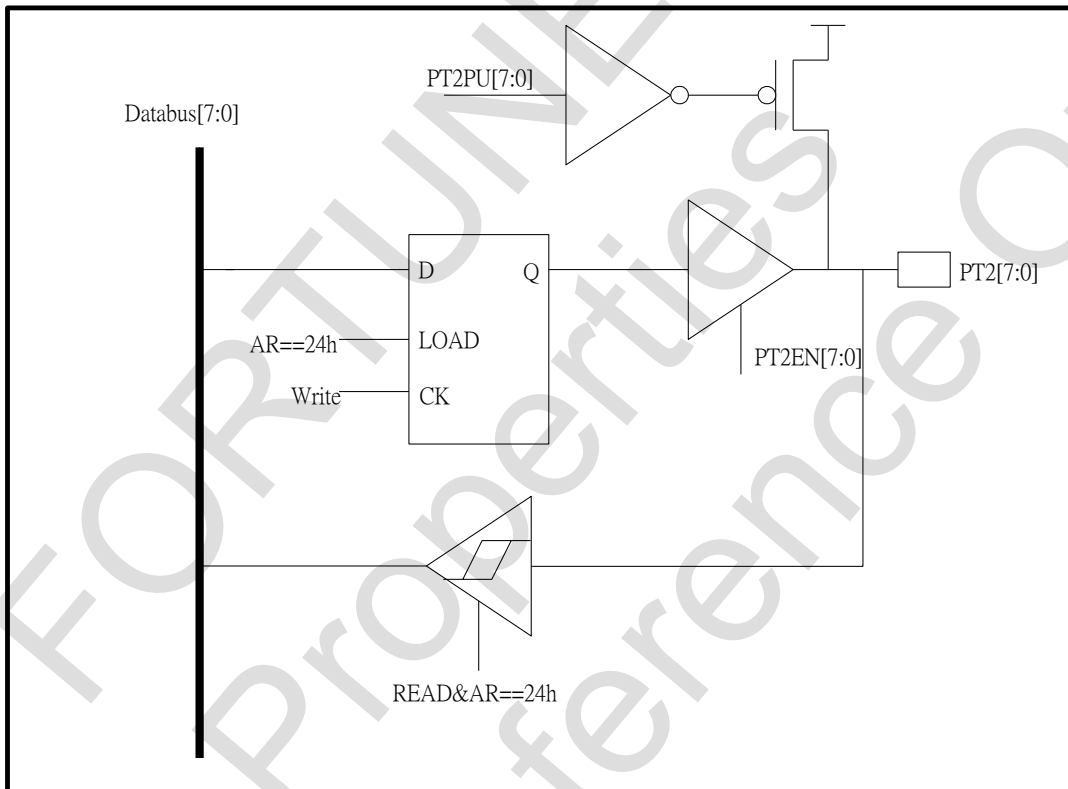 FORTUNE
Properties
ference O
PT2PU[7:0]
Databus[7:0]
D
Q
PT2[7:0]
AR==24h
LOAD
PT2EN[7:0]
Write
CK
READ&AR==24h